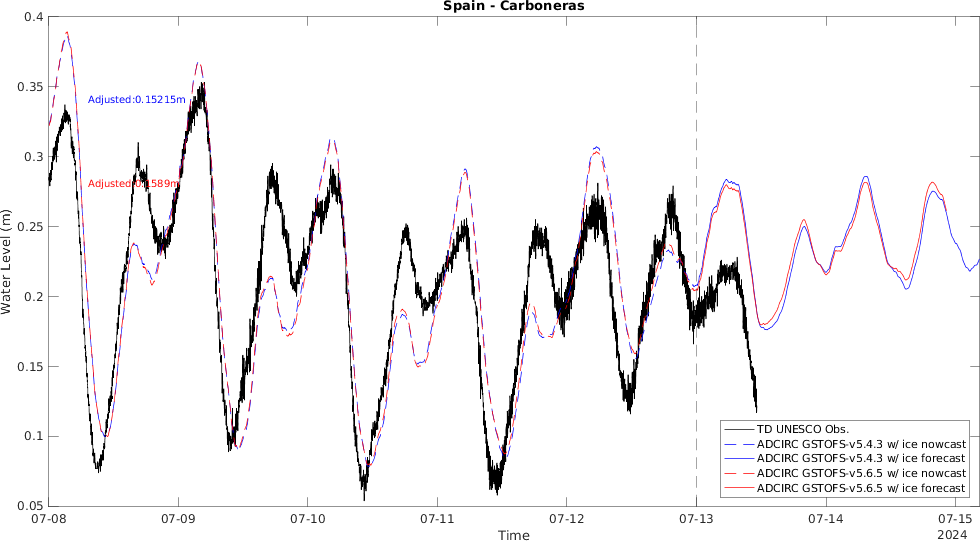 Spain - Carboneras
0.4
0.35
0.3
0.25
0.2
0.15
0.1
0.05
Water Level (m)
Adjusted:0.15215m
Adjusted:0.1589m
TD UNESCO Obs.
ADCIRC GSTOFS-v5.4.3 w/ ice nowcast
ADCIRC GSTOFS-v5.4.3 w/ ice forecast
ADCIRC GSTOFS-v5.6.5 w/ ice nowcast
ADCIRC GSTOFS-v5.6.5 w/ ice forecast
07-08 07-09 07-10 07-11 07-12 07-13 07-14 07-15
Time
2024